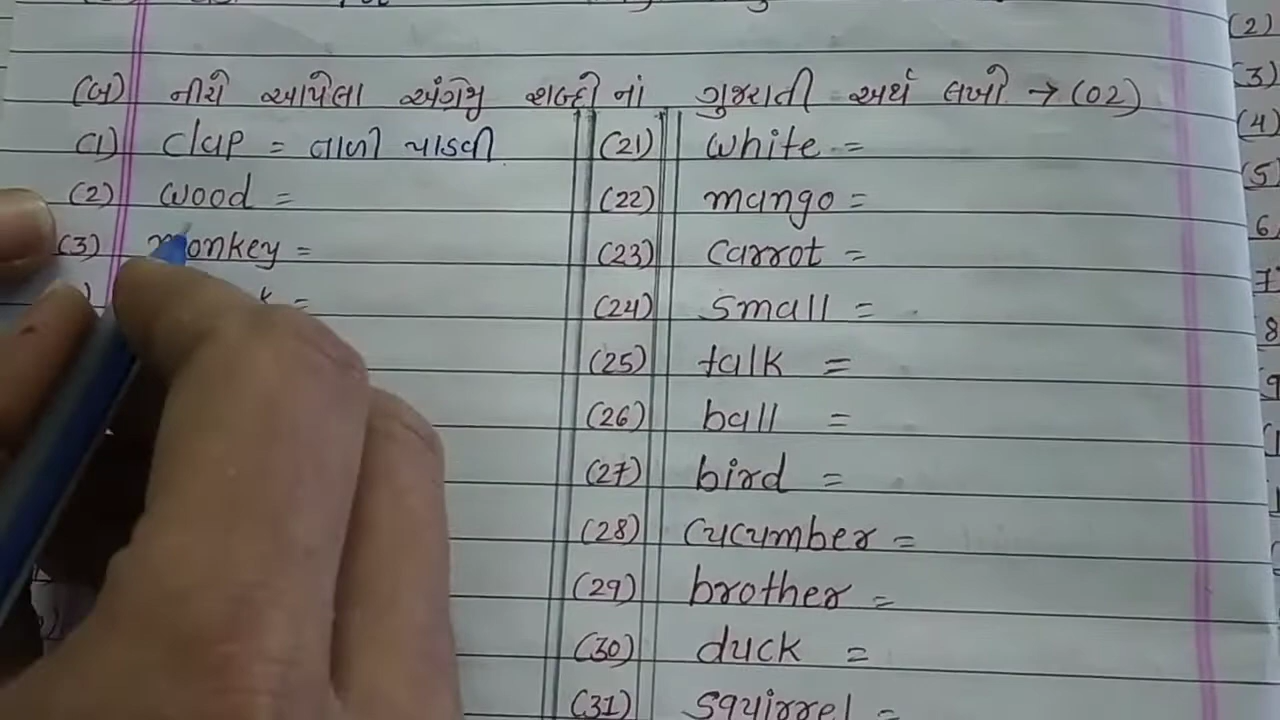 (બ) નીચે આપેલા અંગ્રેજી શબ્દો નાં ગુજરાતી અર્થ લખો → (02)
(1) clap = તાળી પાડવી
(2) wood =
(3) monkey =
k =
(21) white =
(22) mango =
(23) carrot =
(24) small =
(25) talk =
(26) ball =
(27) bird =
(28) cucumber =
(29) brother =
(30) duck =
(31) squirrel =
(2)
(3)
(4)
(5)
6
7
8
9